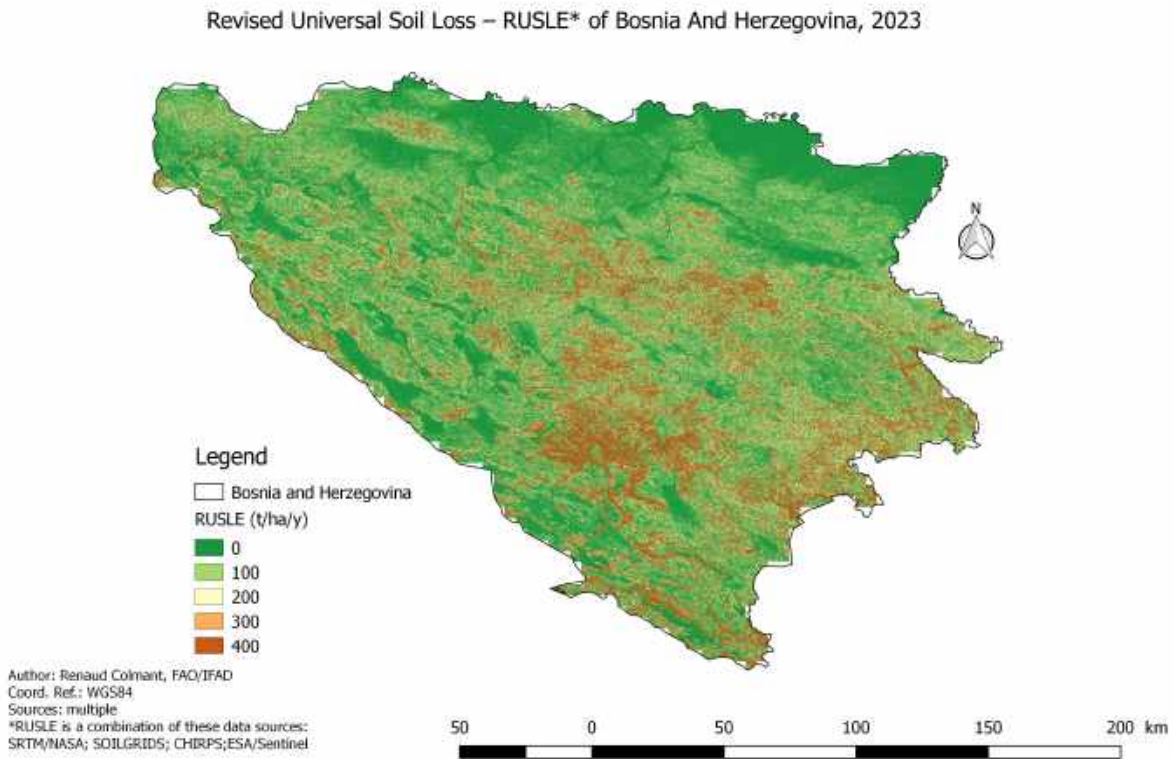 Revised Universal Soil Loss – RUSLE* of Bosnia And Herzegovina, 2023
N
Legend
Bosnia and Herzegovina
RUSLE (t/ha/y)
0
100
200
300
400
Author: Renaud Colmant, FAO/IFAD
Coord. Ref.: WGS84
Sources: multiple
*RUSLE is a combination of these data sources:
SRTM/NASA; SOILGRIDS; CHIRPS;ESA/Sentinel
50 0 50 100 150 200 km